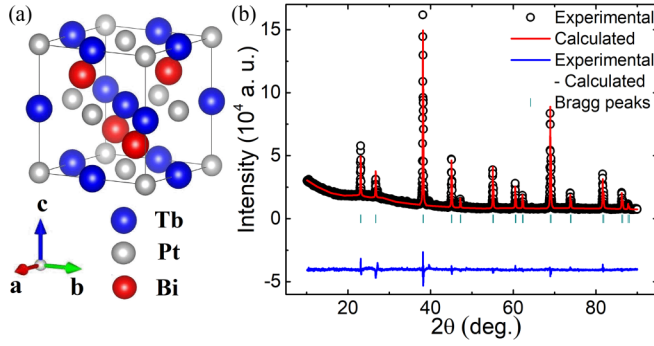 (a)
c
a
b
Tb
Pt
Bi
(b)
Intensity (10⁴ a. u.)
15
10
5
0
-5
20
40
60
80
2θ (deg.)
Experimental
Calculated
Experimental
- Calculated
Bragg peaks